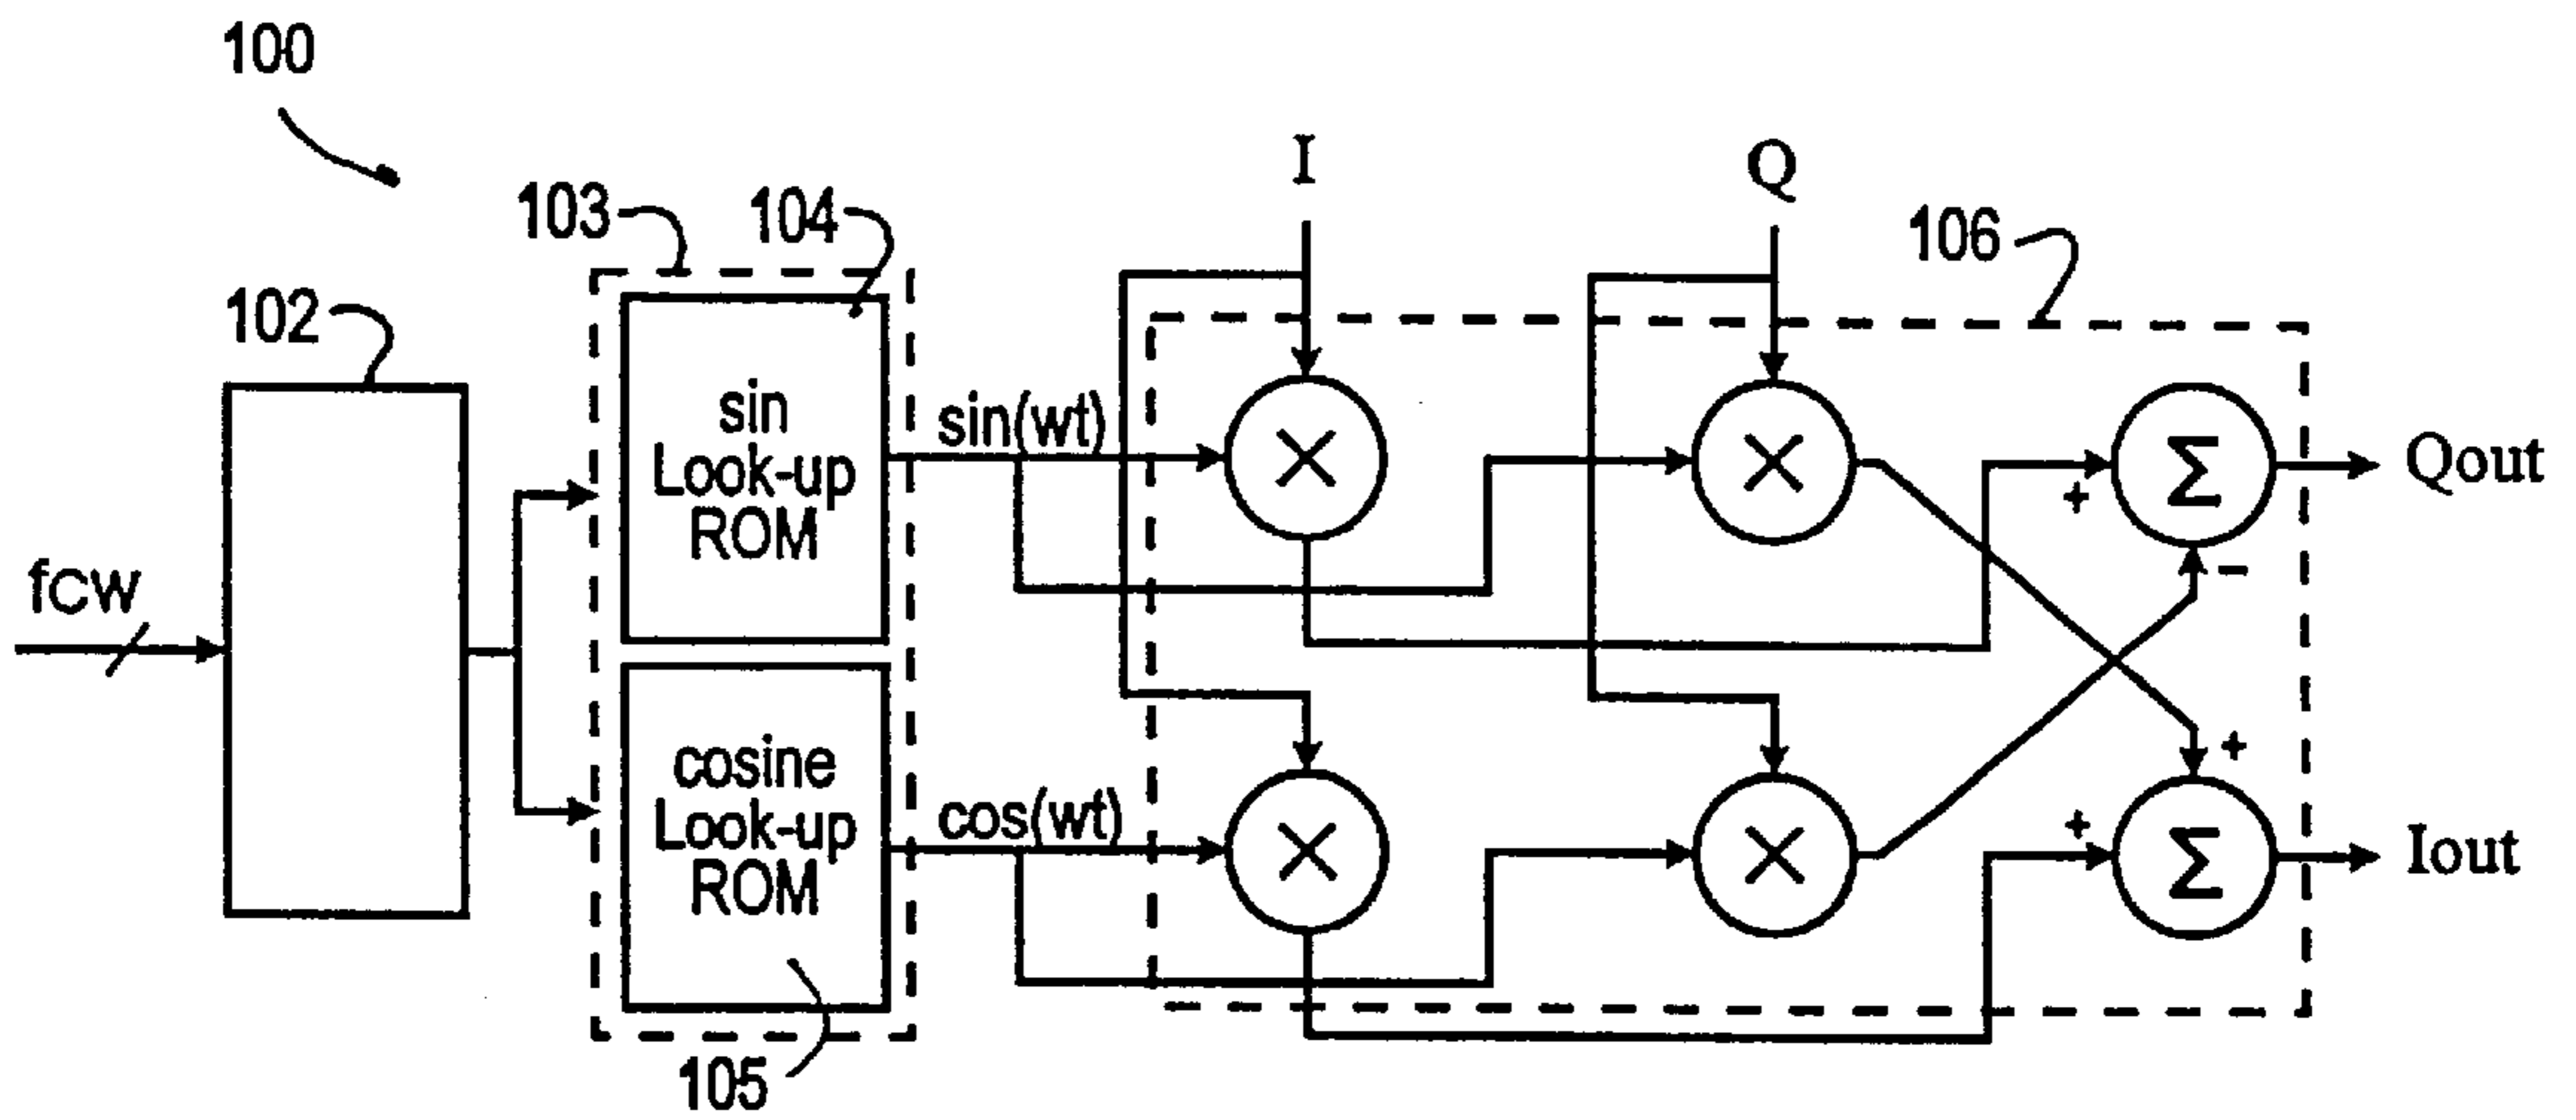 100
I
Q
103
104
106
102
sin
Look-up
ROM
sin(wt)
×
×
Σ
Qout
+
−
fcw
cosine
Look-up
ROM
cos(wt)
×
×
+
+
Σ
Iout
105